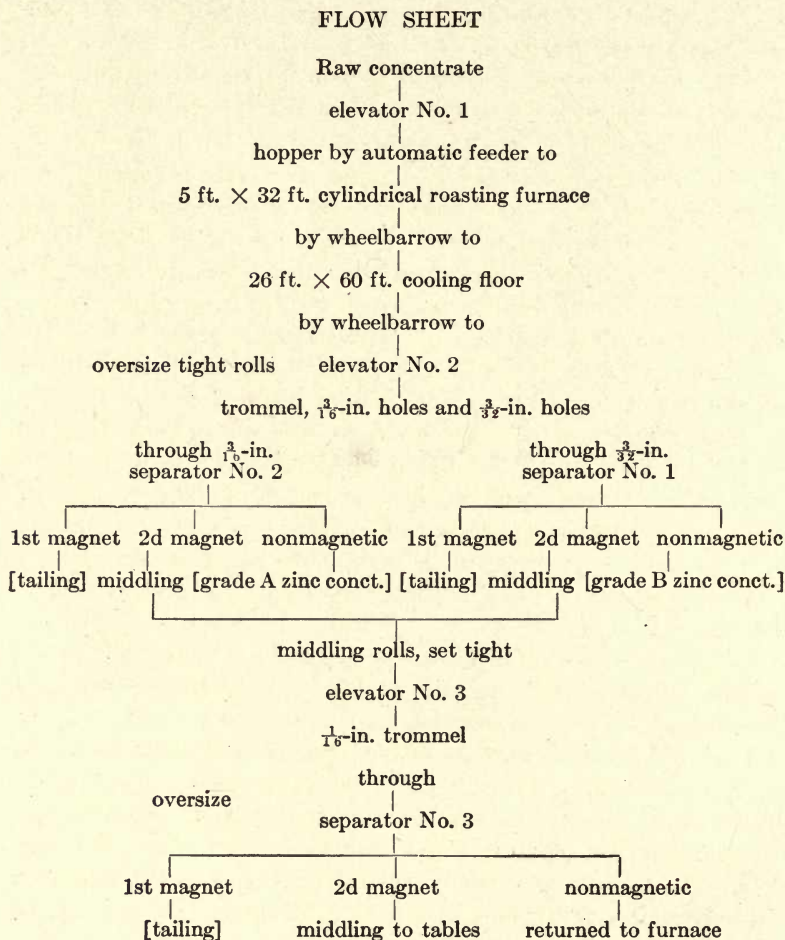 FLOW SHEET
Raw concentrate
elevator No. 1
hopper by automatic feeder to
5 ft. × 32 ft. cylindrical roasting furnace
by wheelbarrow to
26 ft. × 60 ft. cooling floor
by wheelbarrow to
oversize tight rolls elevator No. 2
trommel, 3/16-in. holes and 3/32-in. holes
through 3/16-in. through 3/32-in.
separator No. 2 separator No. 1
1st magnet 2d magnet nonmagnetic 1st magnet 2d magnet nonmagnetic
[tailing] middling [grade A zinc conct.] [tailing] middling [grade B zinc conct.]
middling rolls, set tight
elevator No. 3
1/16-in. trommel
through
oversize
separator No. 3
1st magnet 2d magnet nonmagnetic
[tailing] middling to tables returned to furnace